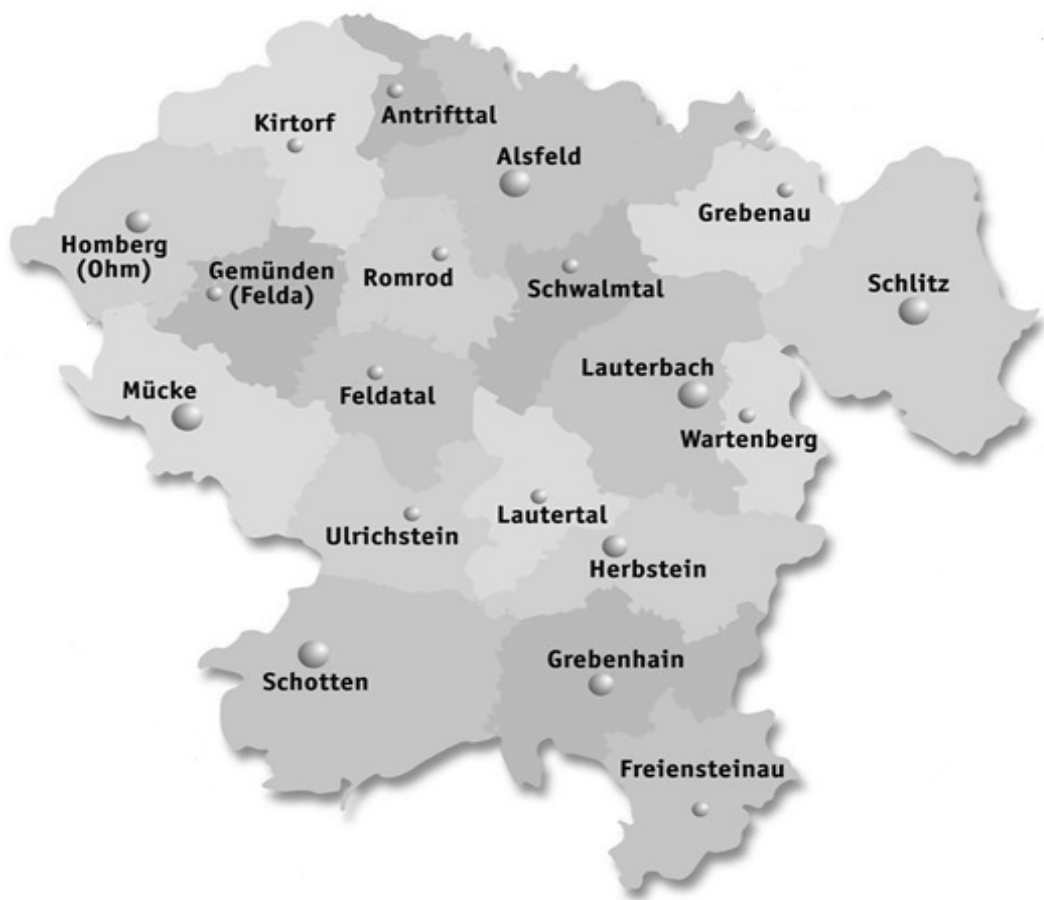 Antrifttal
Kirtorf
Alsfeld
Grebenau
Homberg
(Ohm)
Gemünden
(Felda)
Romrod
Schwalmtal
Schlitz
Lauterbach
Mücke
Feldatal
Wartenberg
Lautertal
Ulrichstein
Herbstein
Grebenhain
Schotten
Freiensteinau